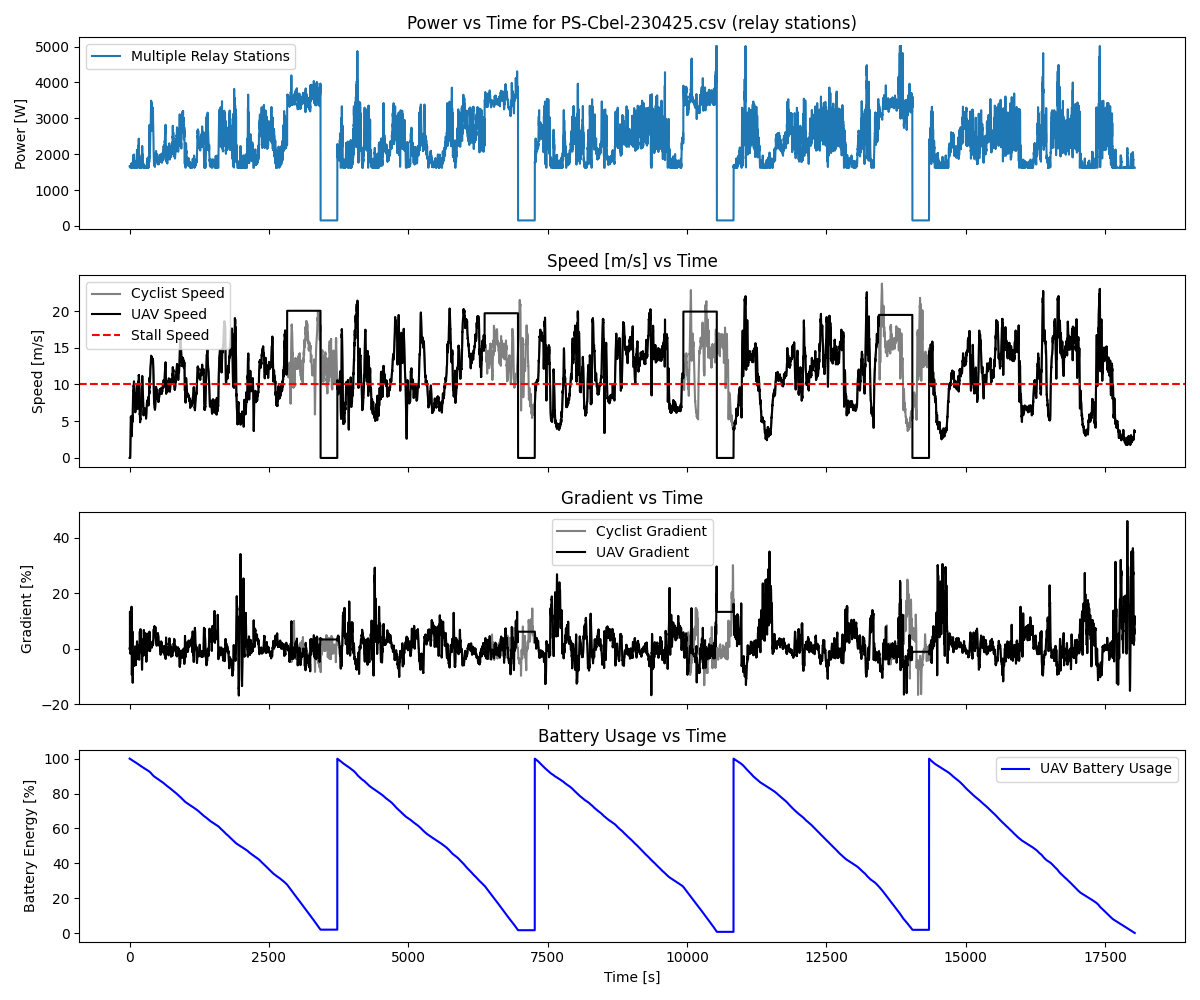 Power vs Time for PS-Cbel-230425.csv (relay stations)
Multiple Relay Stations
Power [W]
5000
4000
3000
2000
1000
0
Speed [m/s] vs Time
Cyclist Speed
UAV Speed
Stall Speed
Speed [m/s]
20
15
10
5
0
Gradient vs Time
Cyclist Gradient
UAV Gradient
Gradient [%]
40
20
0
−20
Battery Usage vs Time
UAV Battery Usage
Battery Energy [%]
100
80
60
40
20
0
0 2500 5000 7500 10000 12500 15000 17500
Time [s]